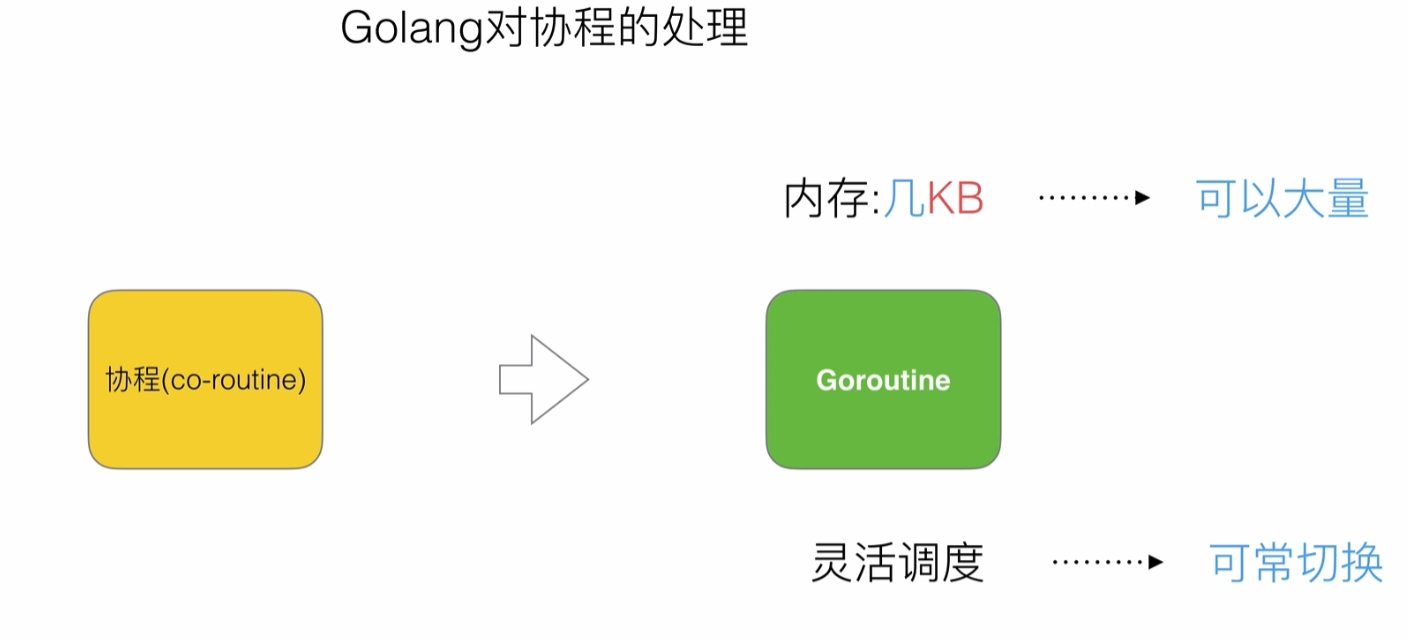 Golang对协程的处理
内存:几KB
可以大量
协程(co-routine)
Goroutine
灵活调度
可常切换